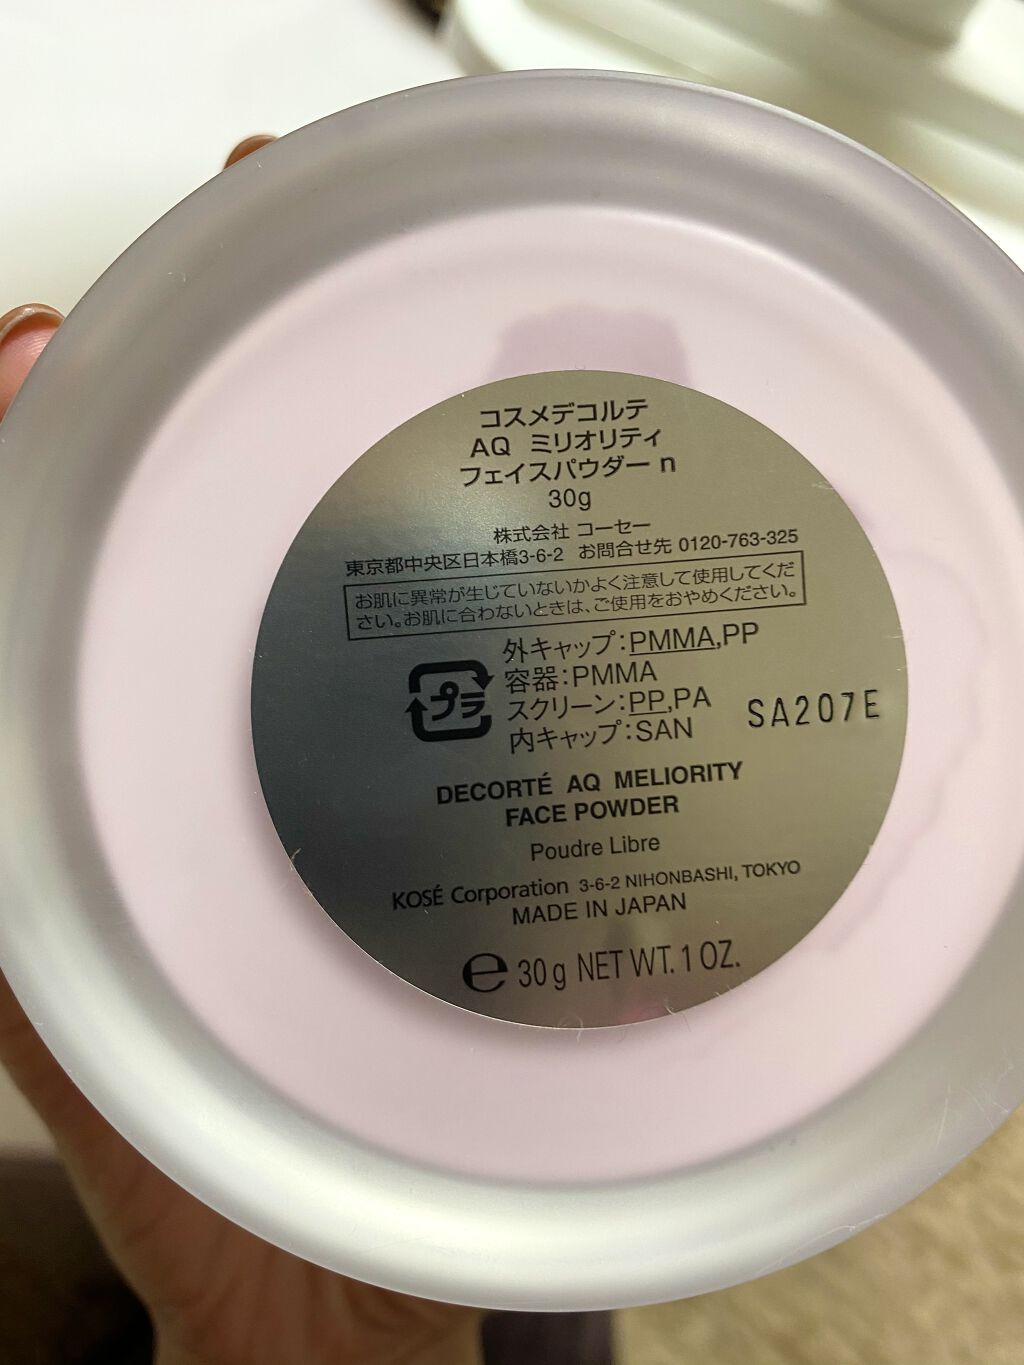 コスメデコルテ
AQ ミリオリティ
フェイスパウダー n
30g
株式会社 コーセー
東京都中央区日本橋3-6-2 お問合せ先 0120-763-325
お肌に異常が生じていないかよく注意して使用してくだ
さい。お肌に合わないときは、ご使用をおやめください。
プラ
外キャップ:PMMA,PP
容器:PMMA
スクリーン:PP,PA
内キャップ:SAN
SA207E
DECORTÉ AQ MELIORITY
FACE POWDER
Poudre Libre
KOSÉ Corporation 3-6-2 NIHONBASHI, TOKYO
MADE IN JAPAN
℮ 30g NET WT. 1 OZ.